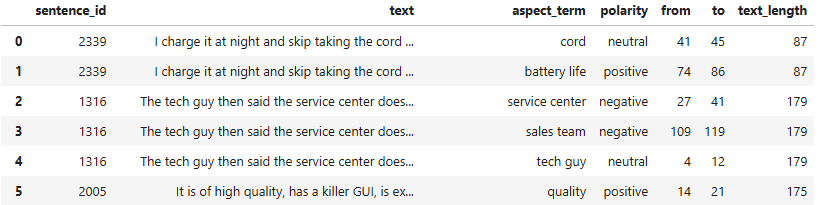 sentence_id text aspect_term polarity from to text_length
0 2339 I charge it at night and skip taking the cord ... cord neutral 41 45 87
1 2339 I charge it at night and skip taking the cord ... battery life positive 74 86 87
2 1316 The tech guy then said the service center does... service center negative 27 41 179
3 1316 The tech guy then said the service center does... sales team negative 109 119 179
4 1316 The tech guy then said the service center does... tech guy neutral 4 12 179
5 2005 It is of high quality, has a killer GUI, is ex... quality positive 14 21 175